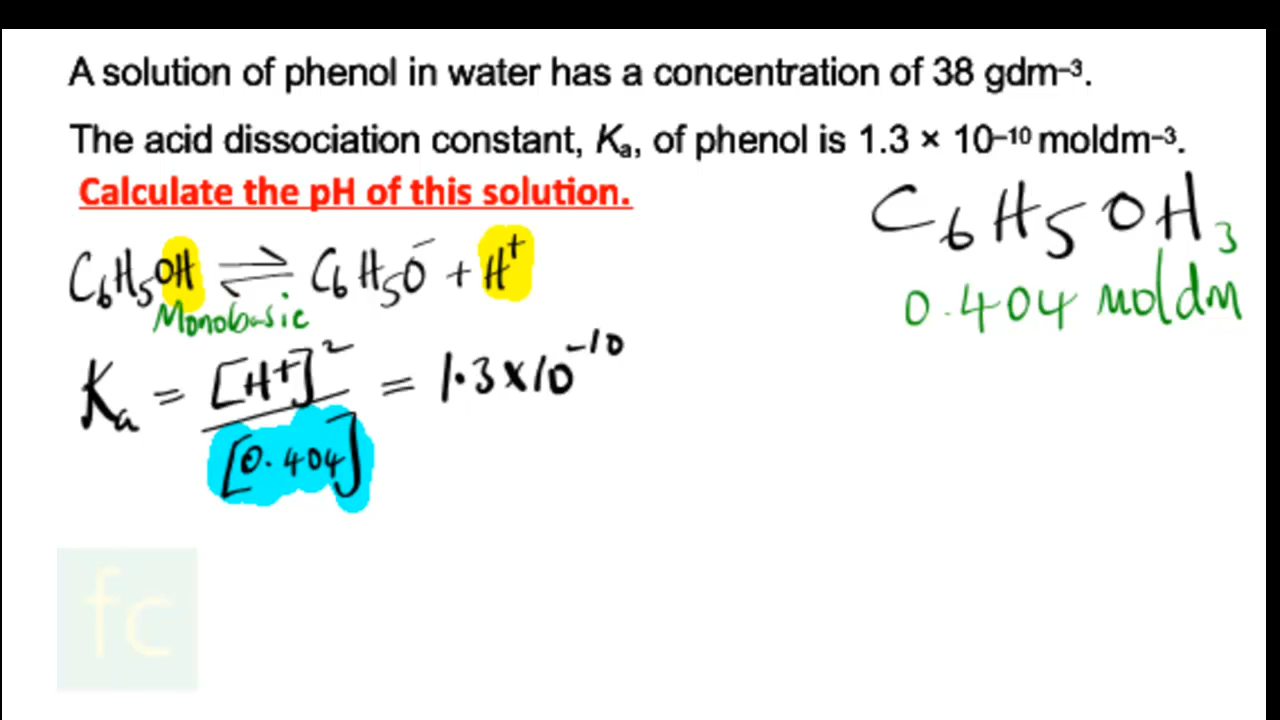 A solution of phenol in water has a concentration of 38 gdm⁻³.
The acid dissociation constant, Kₐ, of phenol is 1.3 × 10⁻¹⁰ moldm⁻³.
Calculate the pH of this solution.
C₆H₅OH
C₆H₅OH ⇌ C₆H₅O⁻ + H⁺
Monobasic
0.404 moldm³
Kₐ = [H⁺]² / [0.404] = 1.3 × 10⁻¹⁰
fc